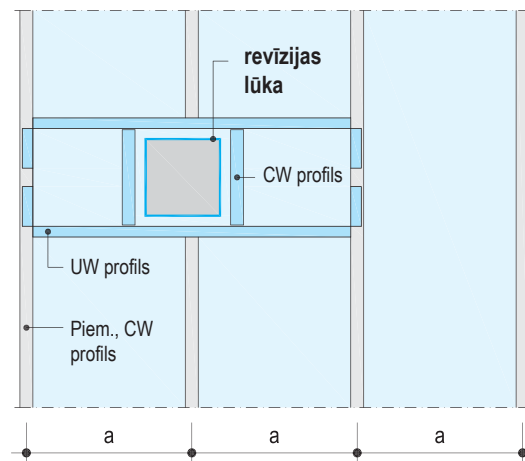 revīzijas
lūka
CW profils
UW profils
Piem., CW
profils
a
a
a